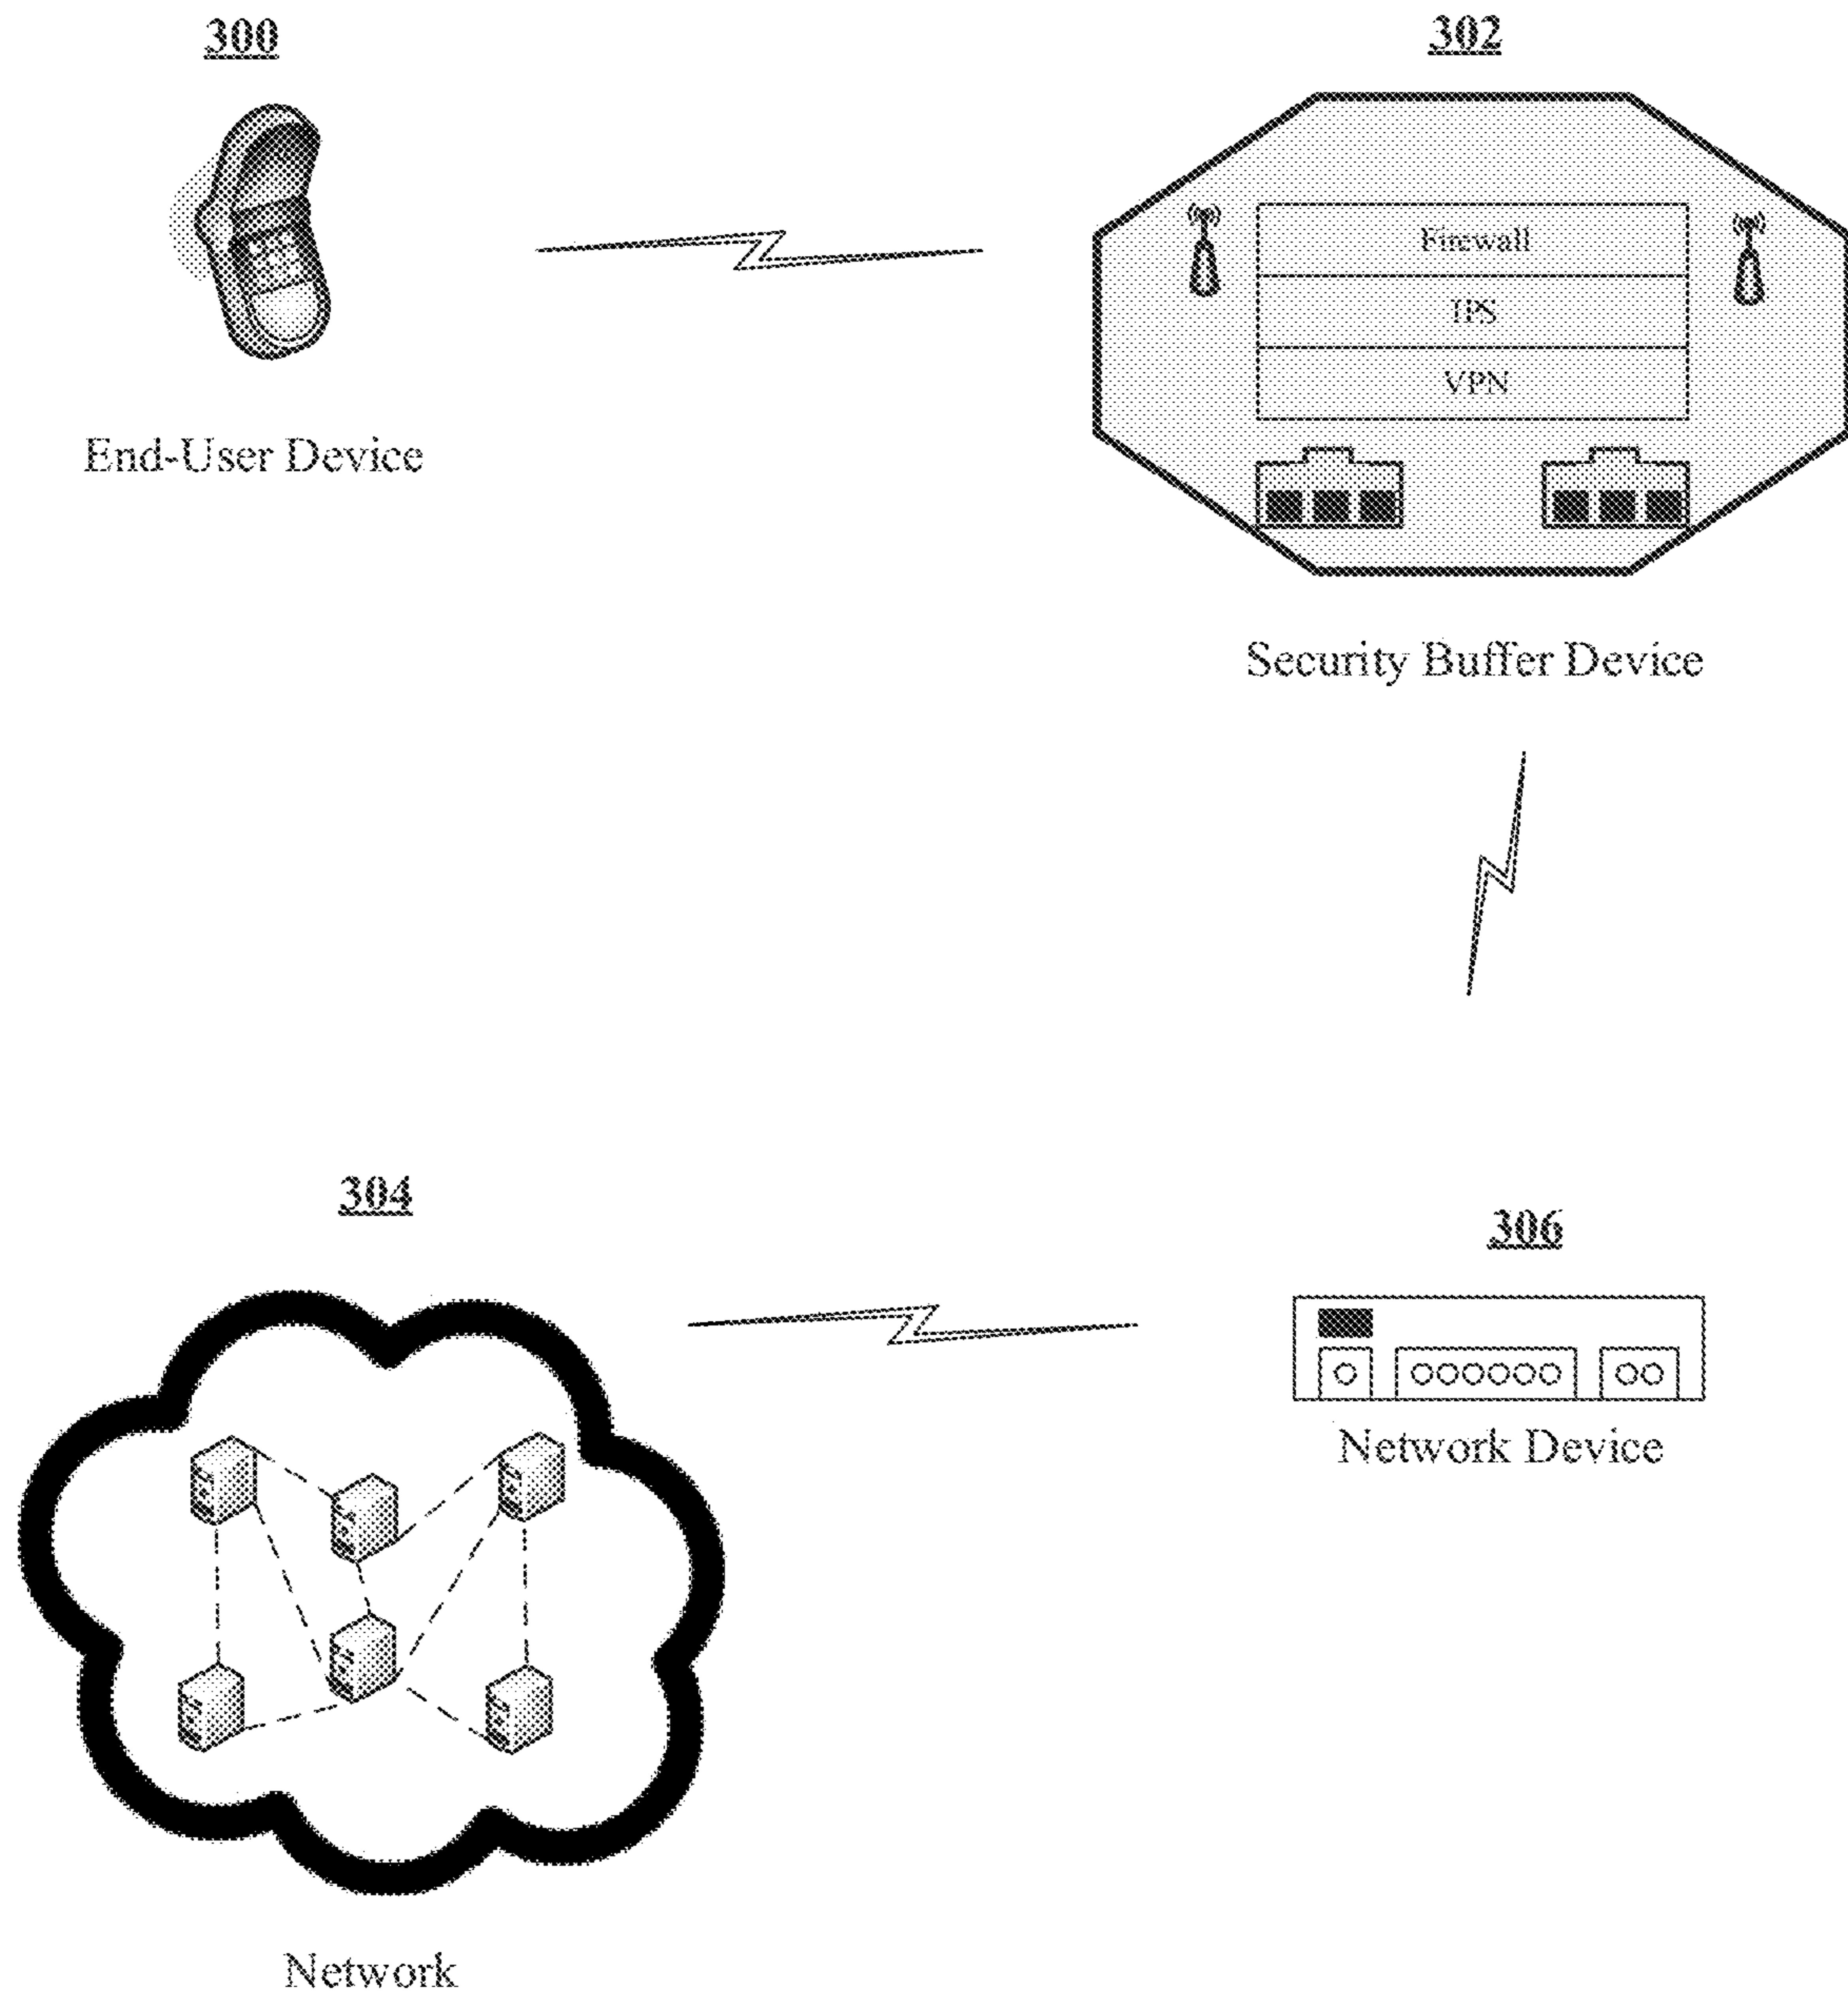 300
302
Firewall
IPS
VPN
End-User Device
Security Buffer Device
304
306
Network Device
Network